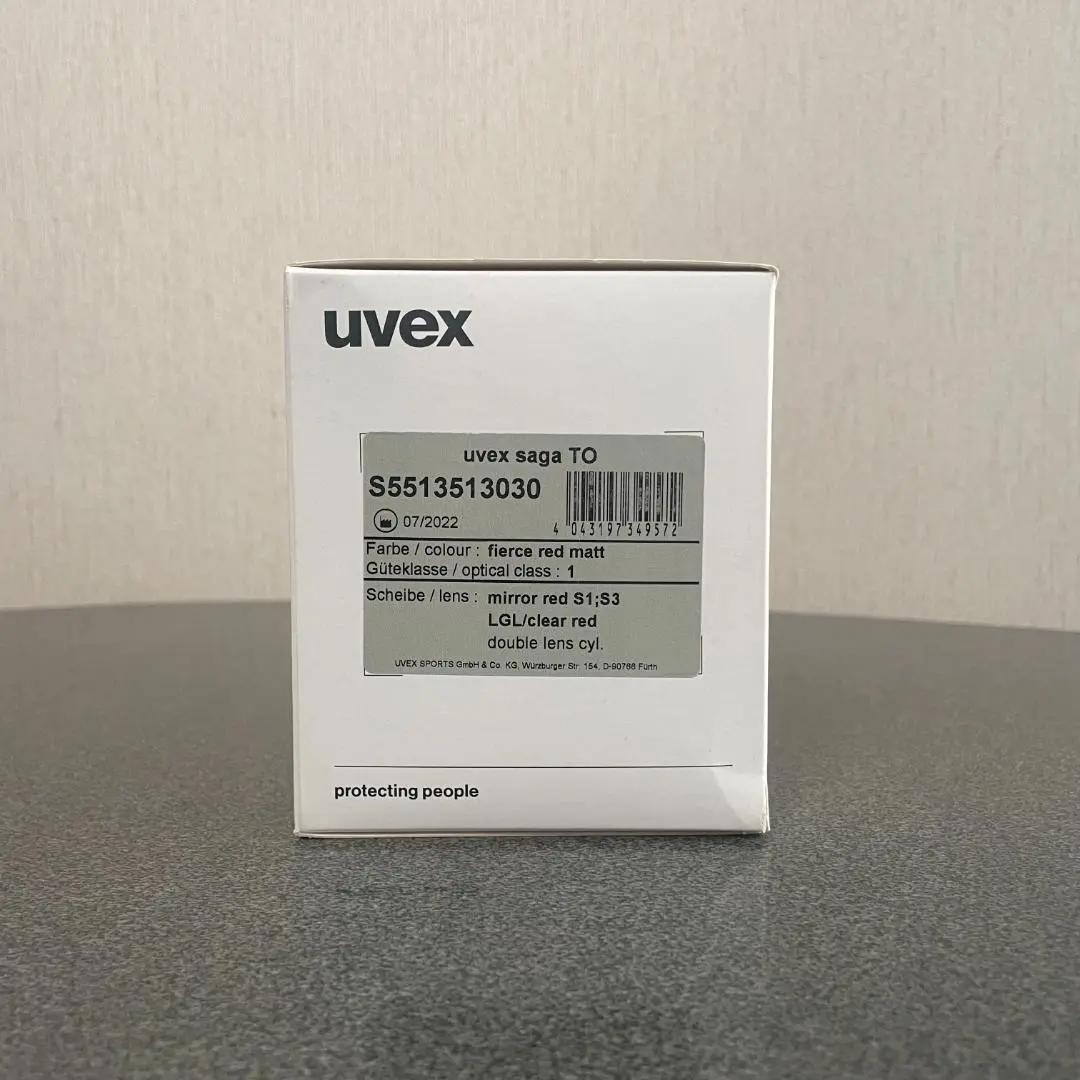 uvex
uvex saga TO
S5513513030
07/2022
4 043197 349572
Farbe / colour : fierce red matt
Güteklasse / optical class : 1
Scheibe / lens : mirror red S1;S3
LGL/clear red
double lens cyl.
UVEX SPORTS GmbH & Co. KG, Würzburger Str. 154, D-90766 Fürth
protecting people